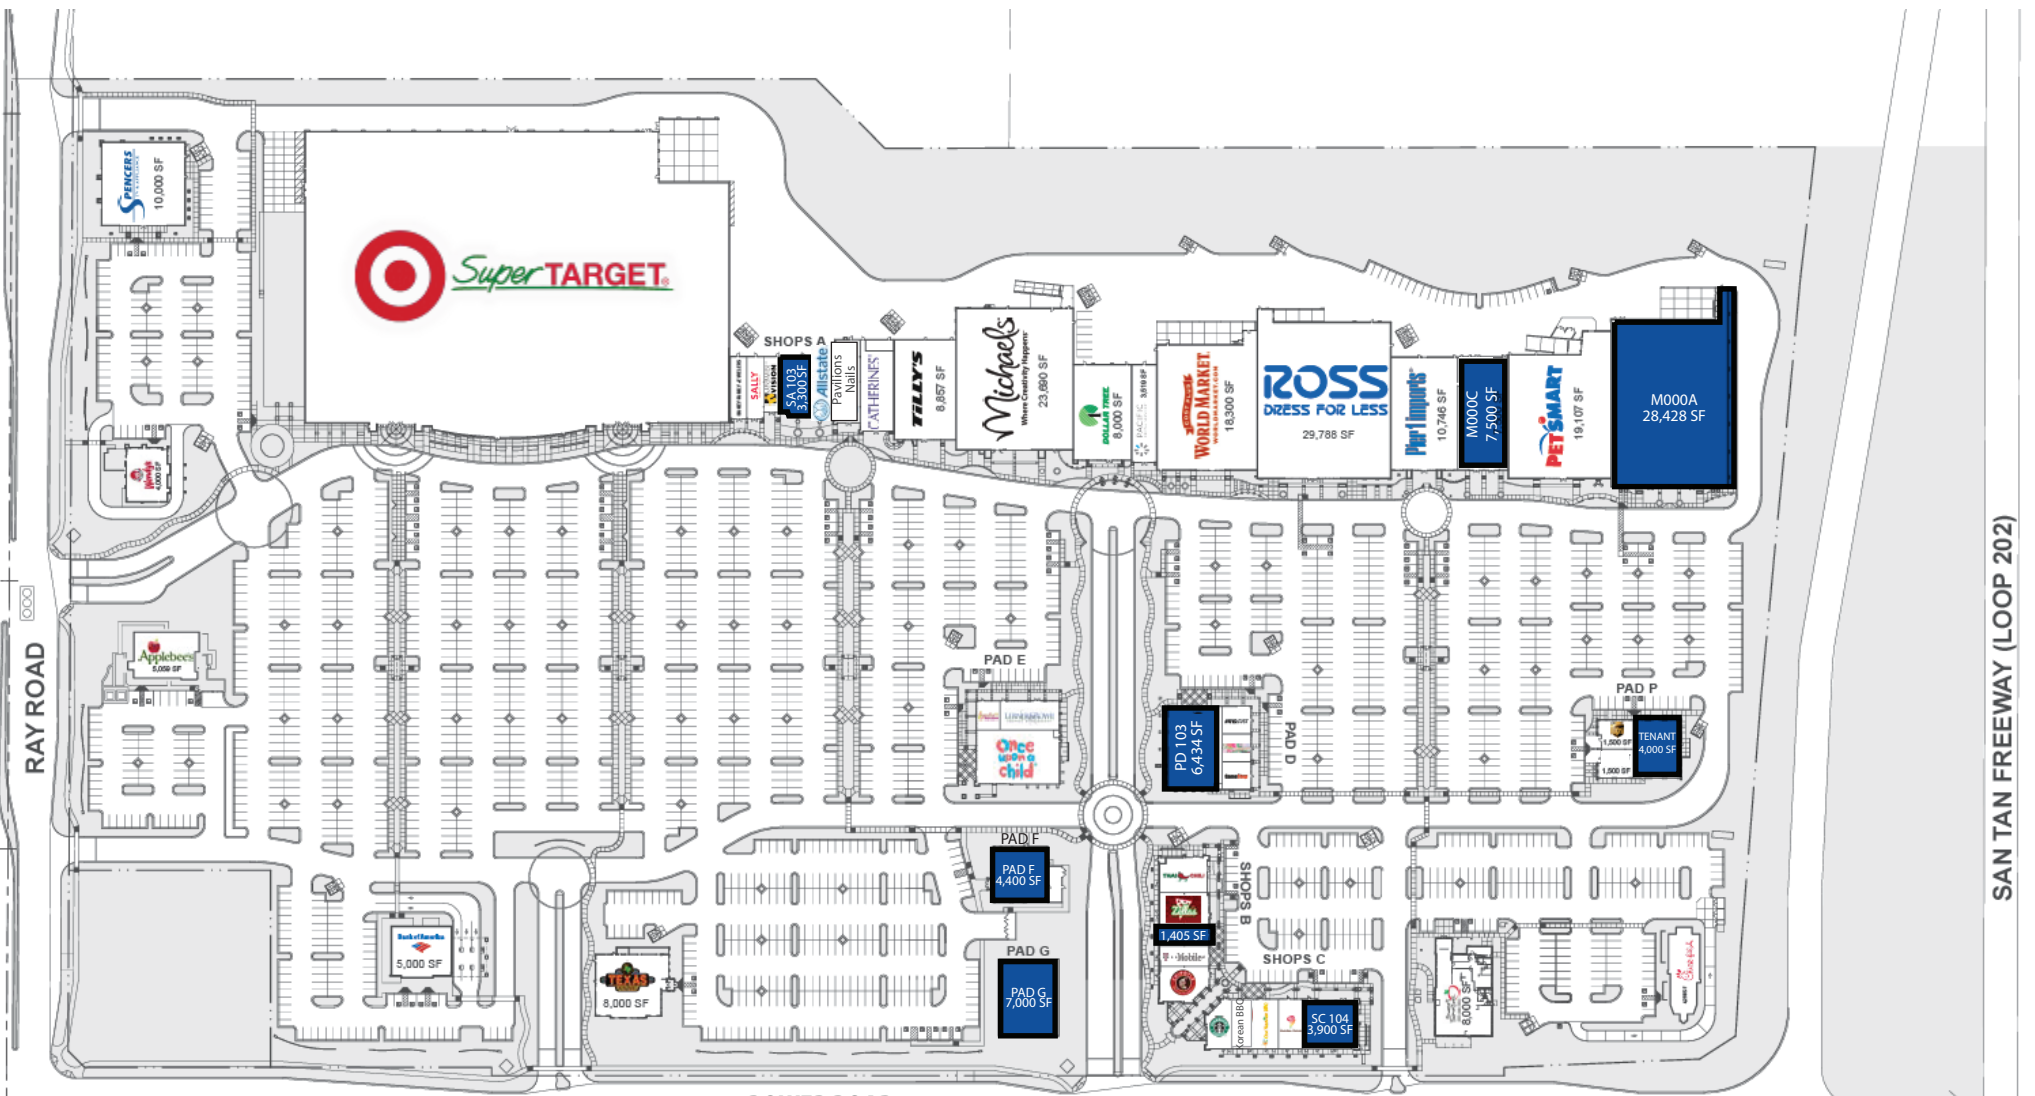 SPENCERS
10,000 SF
SuperTARGET
SHOPS A
SALLY
VISION
SA 103
3,300 SF
Allstate
Pavilions
Nails
CATHERINES
TILLY'S
8,857 SF
Michaels
Where Creativity Happens
23,690 SF
DOLLAR TREE
8,000 SF
PACIFIC
WORLD MARKET
WORLDMARKET.COM
18,300 SF
ROSS
DRESS FOR LESS
29,788 SF
Pier 1 imports
10,746 SF
M000C
7,500 SF
PETSMART
19,107 SF
M000A
28,428 SF
Wendy's
4,000 SF
RAY ROAD
Applebee's
5,059 SF
PAD E
Once
upon a
child
PD 103
6,434 SF
PAD D
PAD P
1,500 SF
1,500 SF
TENANT
4,000 SF
SAN TAN FREEWAY (LOOP 202)
PAD F
PAD F
4,400 SF
PAD G
PAD G
7,000 SF
Bank of America
5,000 SF
TEXAS
8,000 SF
SHOPS B
THAI CHILI
Zythos
1,405 SF
T-Mobile
SHOPS C
Korean BBQ
SC 104
3,900 SF
8,000 SF